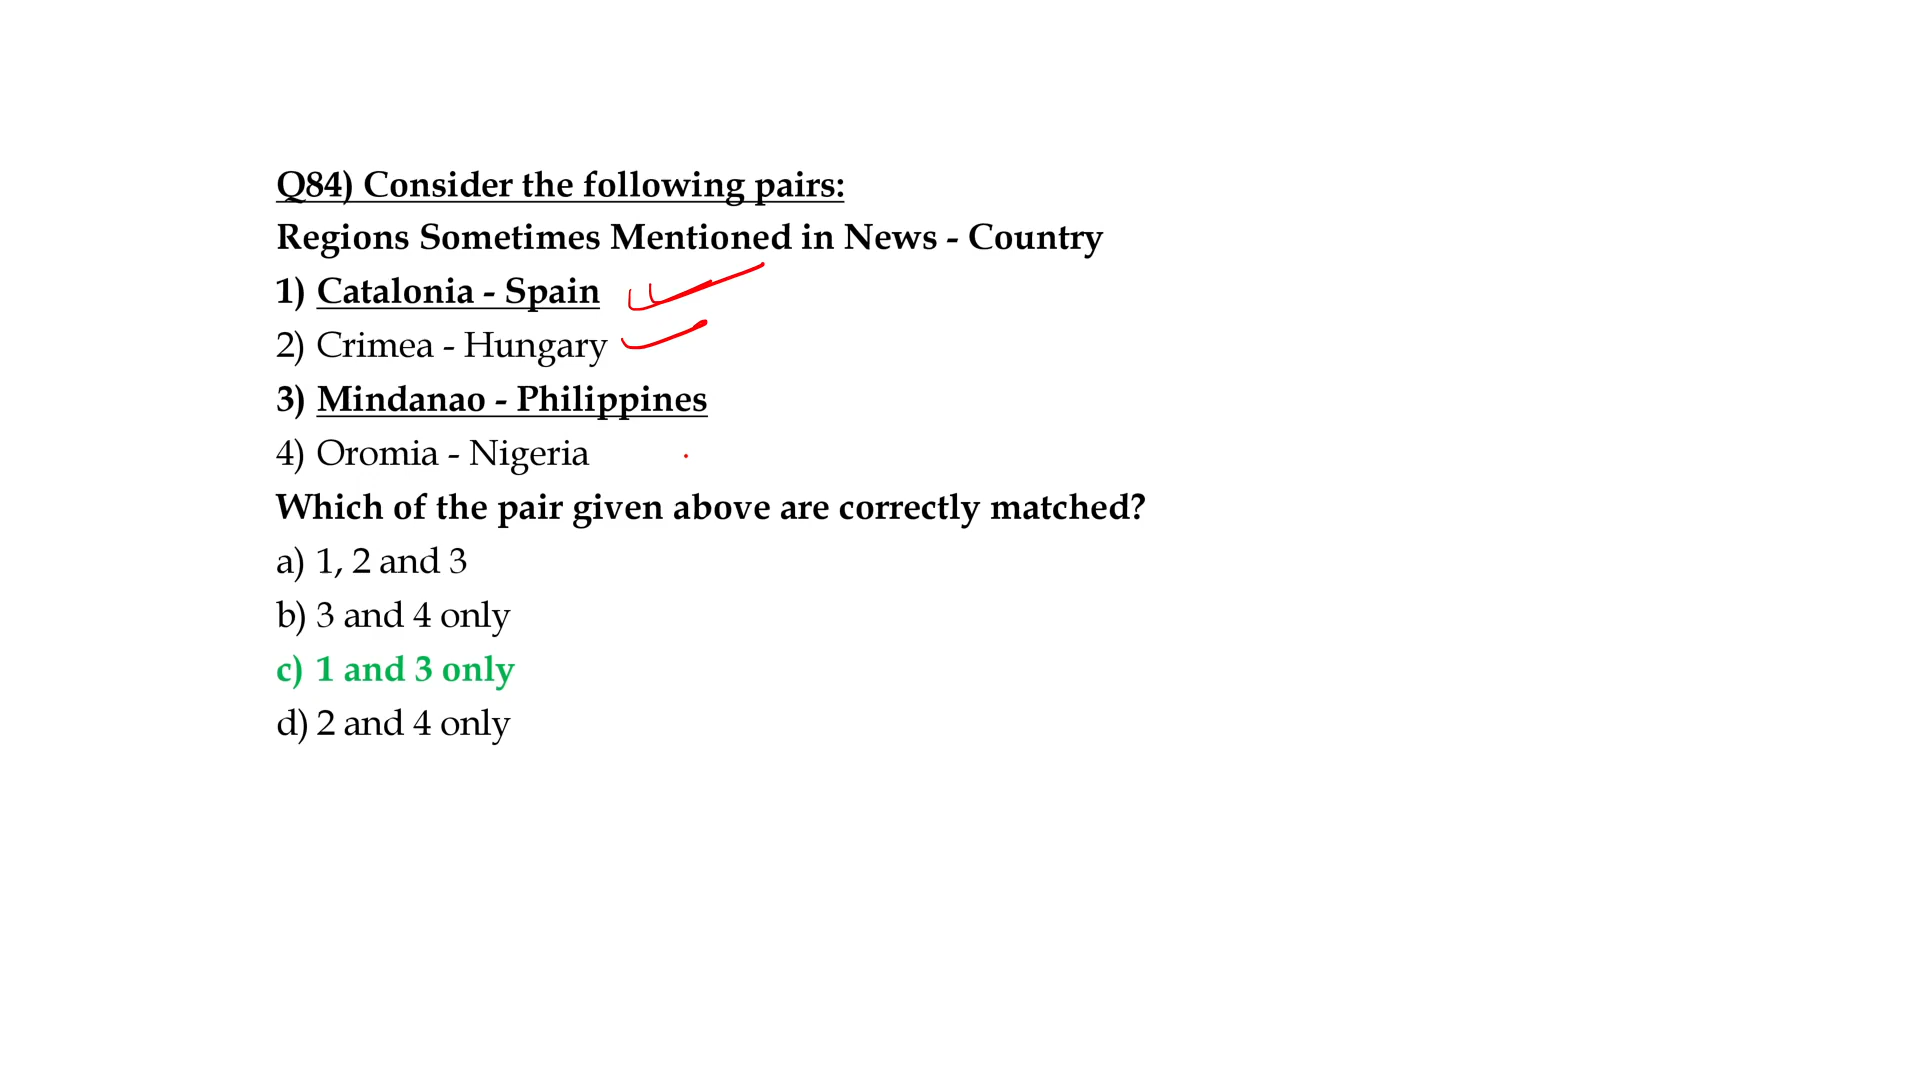 Q84) Consider the following pairs:
Regions Sometimes Mentioned in News - Country
1) Catalonia - Spain
2) Crimea - Hungary
3) Mindanao - Philippines
4) Oromia - Nigeria
Which of the pair given above are correctly matched?
a) 1, 2 and 3
b) 3 and 4 only
c) 1 and 3 only
d) 2 and 4 only